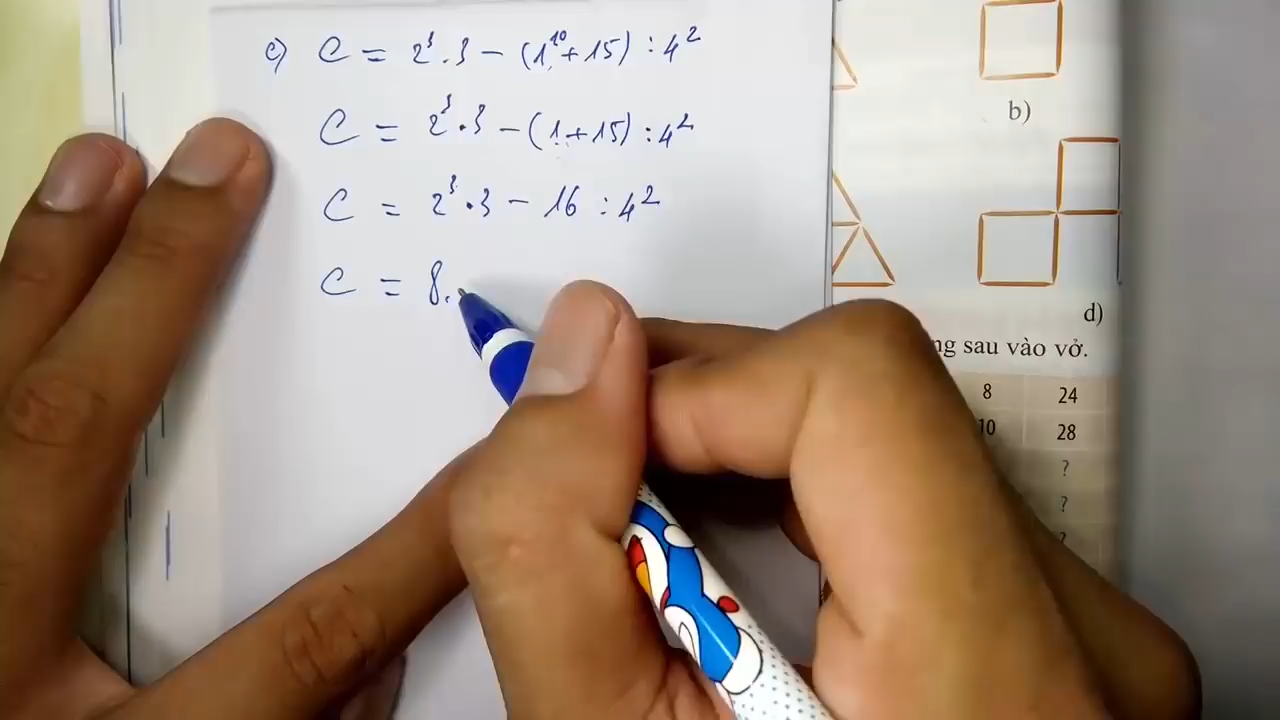 c) C = 2³.3 – (1¹⁰+15) : 4²
C = 2³.3 – (1+15) : 4²
C = 2³.3 – 16 : 4²
C = 8.
b)
d)
ng sau vào vở.
8 24
10 28
?
?
?